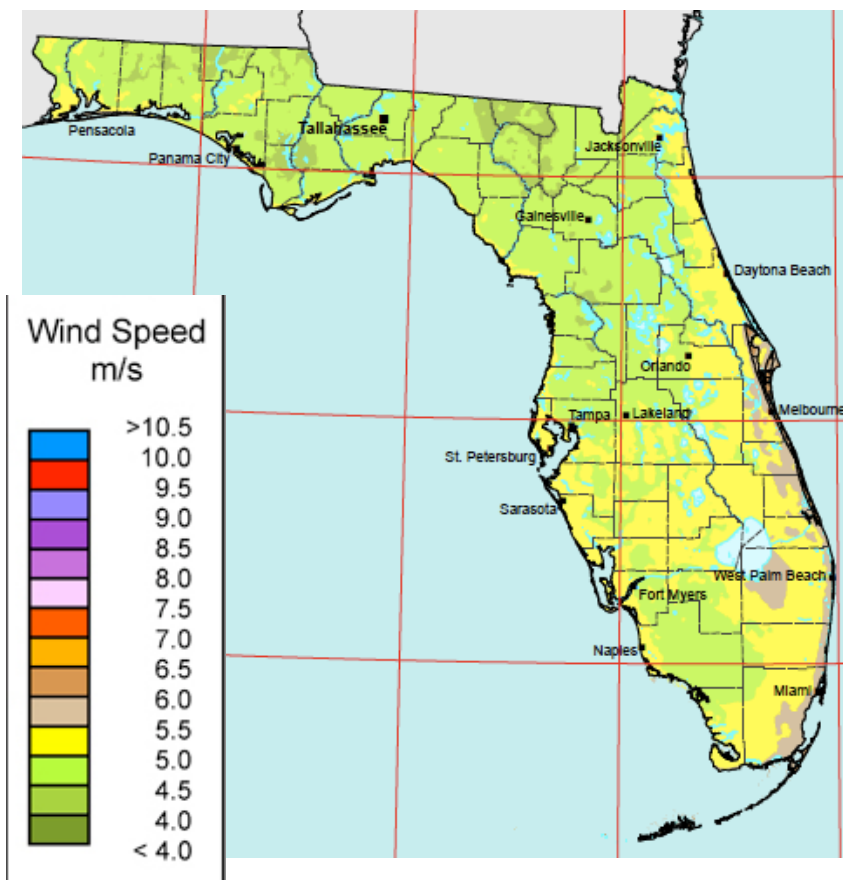 Pensacola
Tallahassee
Panama City
Jacksonville
Gainesville
Daytona Beach
Orlando
Tampa
Lakeland
Melbourne
St. Petersburg
Sarasota
West Palm Beach
Fort Myers
Naples
Miami
Wind Speed
m/s
>10.5
10.0
9.5
9.0
8.5
8.0
7.5
7.0
6.5
6.0
5.5
5.0
4.5
4.0
< 4.0